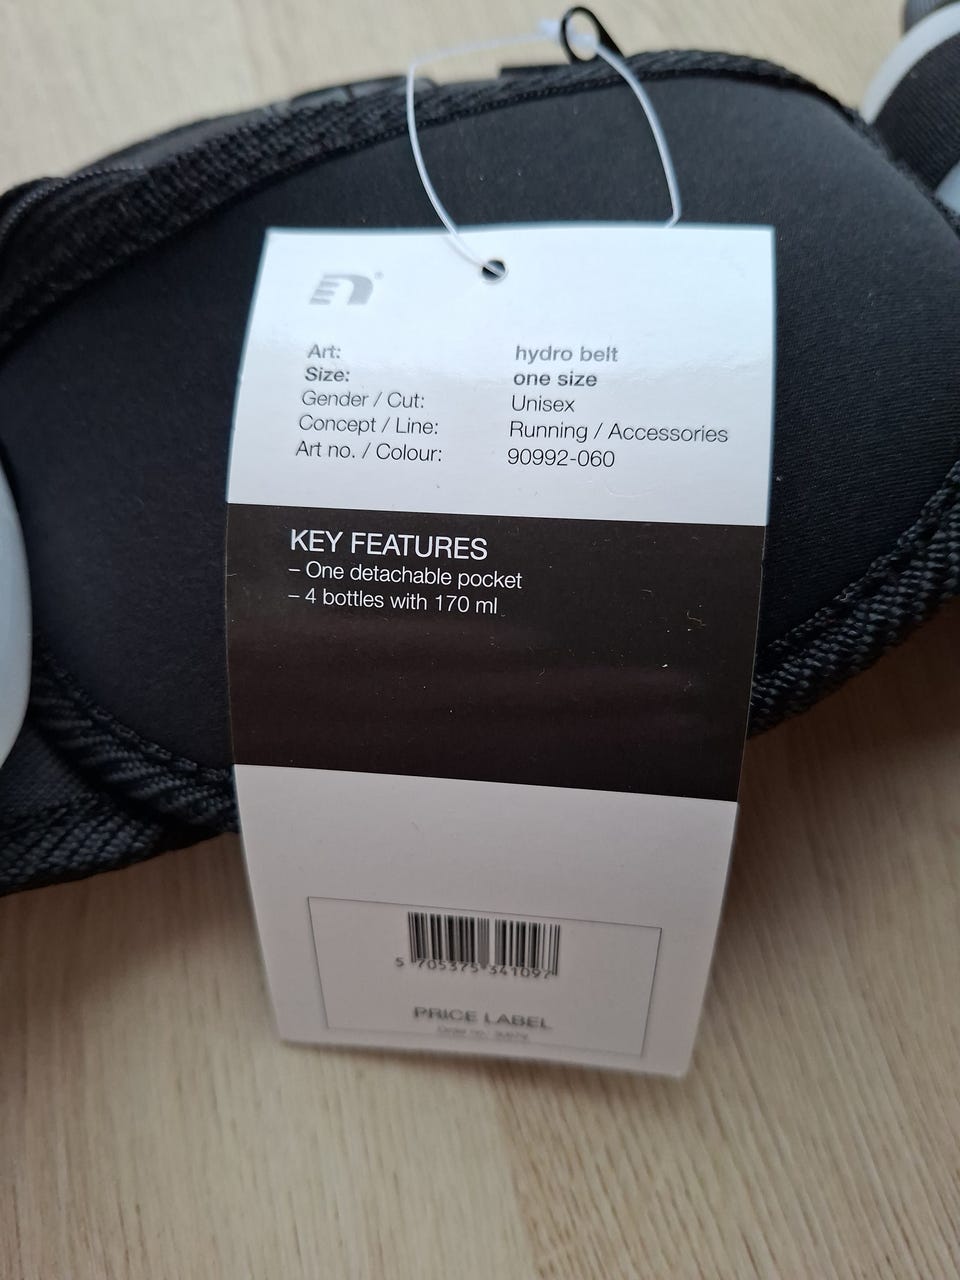 Art: hydro belt
Size: one size
Gender / Cut: Unisex
Concept / Line: Running / Accessories
Art no. / Colour: 90992-060
KEY FEATURES
– One detachable pocket
– 4 bottles with 170 ml
5 705375 341097
PRICE LABEL